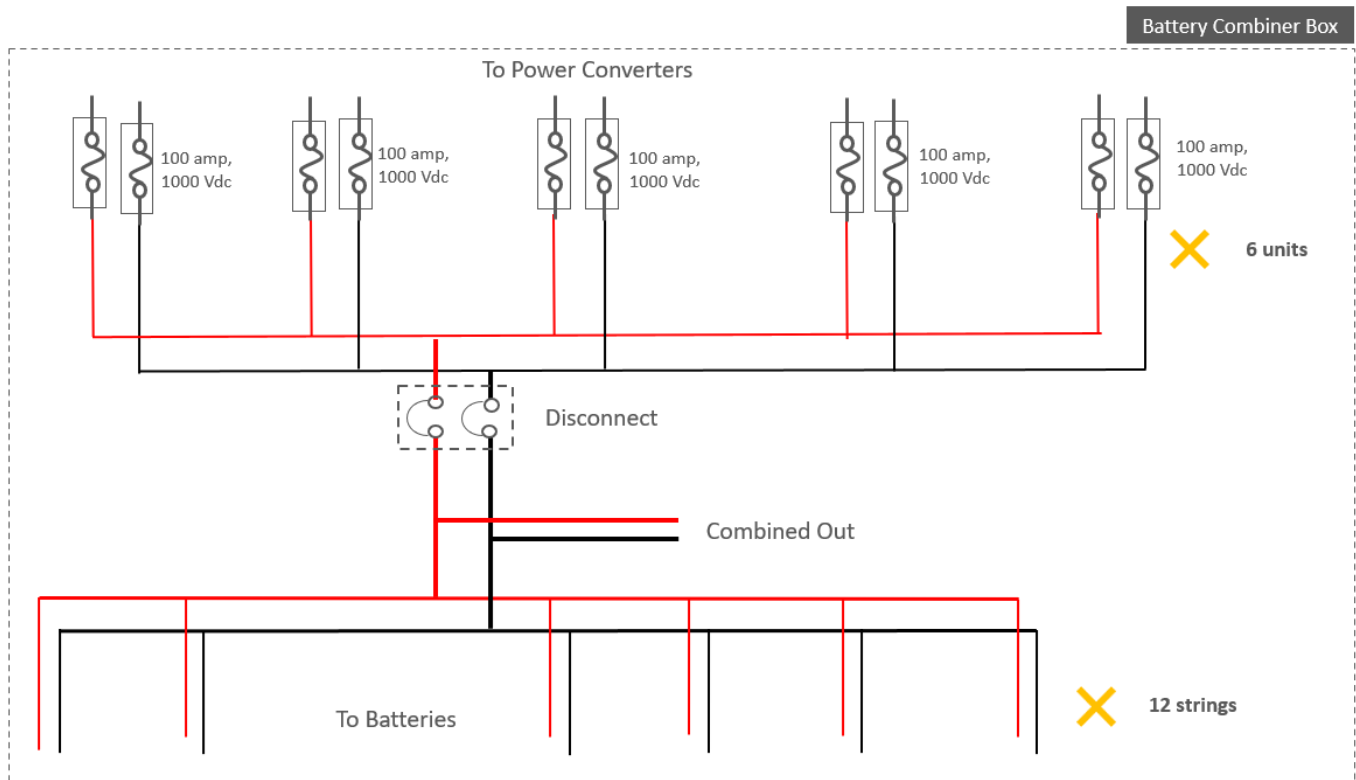 Battery Combiner Box
To Power Converters
100 amp,
1000 Vdc
100 amp,
1000 Vdc
100 amp,
1000 Vdc
100 amp,
1000 Vdc
100 amp,
1000 Vdc
6 units
Disconnect
Combined Out
To Batteries
12 strings